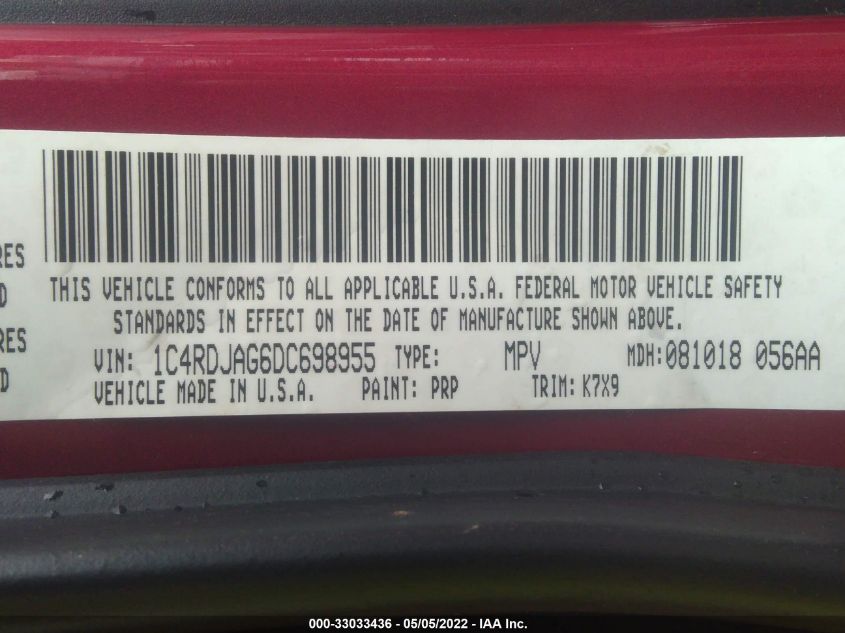 RES
THIS VEHICLE CONFORMS TO ALL APPLICABLE U.S.A. FEDERAL MOTOR VEHICLE SAFETY
D
STANDARDS IN EFFECT ON THE DATE OF MANUFACTURE SHOWN ABOVE.
RES
VIN: 1C4RDJAG6DC698955 TYPE: MPV MDH:081018 056AA
D
VEHICLE MADE IN U.S.A. PAINT: PRP TRIM: K7X9
000-33033436 - 05/05/2022 - IAA Inc.